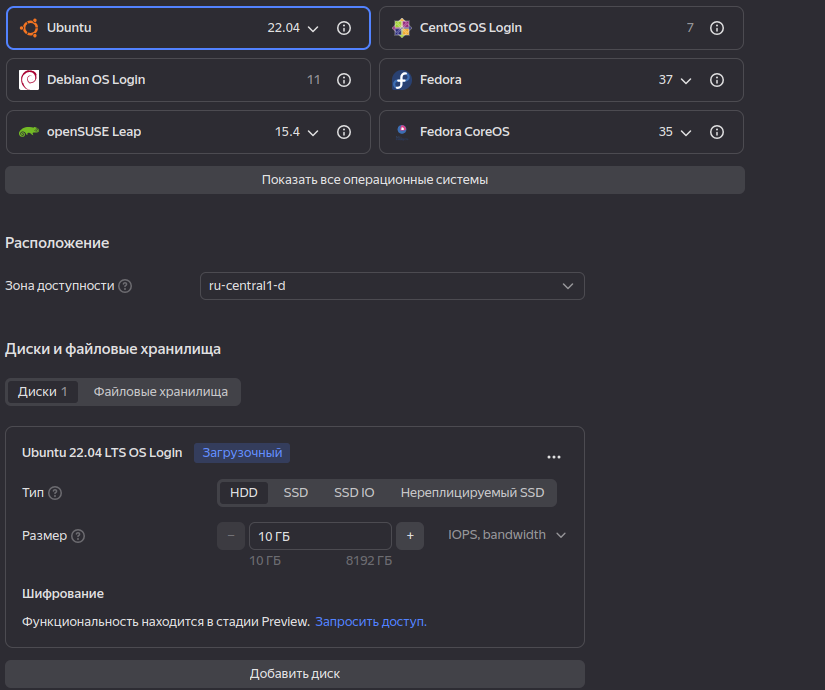 Ubuntu 22.04 CentOS OS Login 7
Debian OS Login 11 Fedora 37
openSUSE Leap 15.4 Fedora CoreOS 35
Показать все операционные системы
Расположение
Зона доступности ru-central1-d
Диски и файловые хранилища
Диски 1 Файловые хранилища
Ubuntu 22.04 LTS OS Login Загрузочный
Тип HDD SSD SSD IO Нереплицируемый SSD
Размер − 10 ГБ + IOPS, bandwidth
10 ГБ 8192 ГБ
Шифрование
Функциональность находится в стадии Preview. Запросить доступ.
Добавить диск